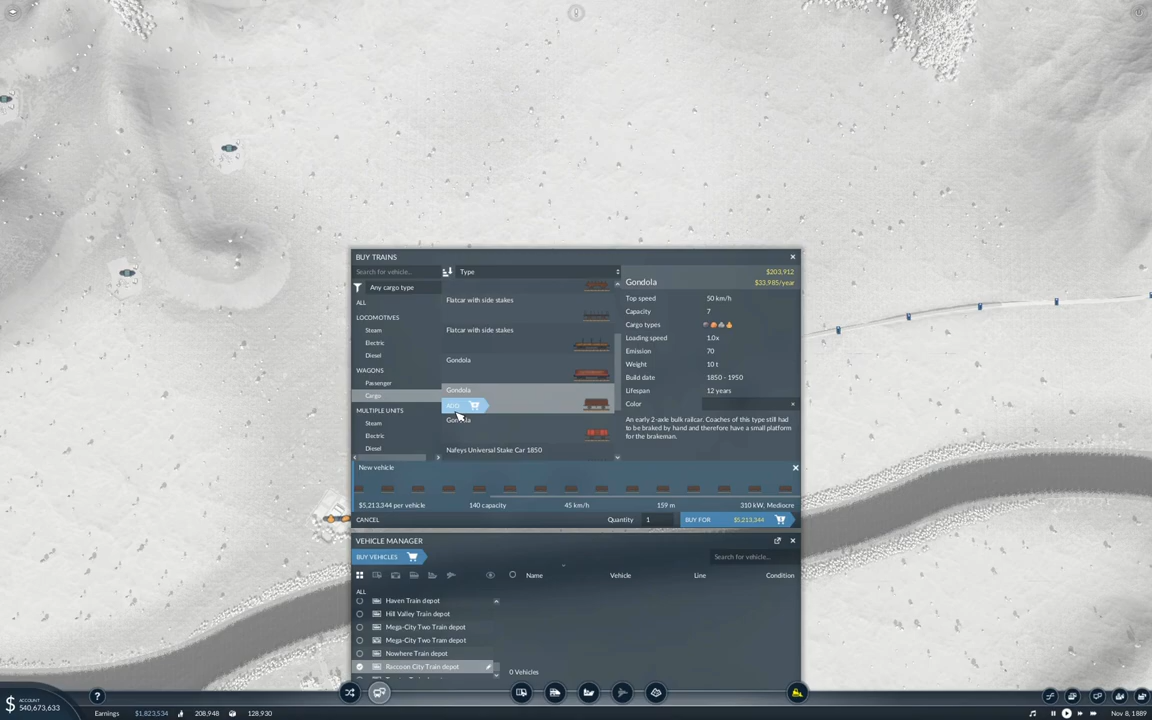 BUY TRAINS
Search for vehicle..
Type
Any cargo type
ALL
LOCOMOTIVES
Steam
Electric
Diesel
WAGONS
Passenger
Cargo
MULTIPLE UNITS
Steam
Electric
Diesel
Flatcar with side stakes
Flatcar with side stakes
Gondola
Gondola
ADD
Nafeys Universal Stake Car 1850
$203,912
Gondola
$33,985/year
Top speed 50 km/h
Capacity 7
Cargo types
Loading speed 1.0x
Emission 70
Weight 10 t
Build date 1850 - 1950
Lifespan 12 years
Color
An early 2-axle bulk railcar. Coaches of this type still had
to be braked by hand and therefore have a small platform
for the brakeman.
New vehicle
$5,213,344 per vehicle 140 capacity 45 km/h 159 m 310 kW, Mediocre
CANCEL Quantity 1 BUY FOR $5,213,344
VEHICLE MANAGER
BUY VEHICLES
Search for vehicle...
Name Vehicle Line Condition
ALL
Haven Train depot
Hill Valley Train depot
Mega-City Two Train depot
Mega-City Two Tram depot
Nowhere Train depot
Raccoon City Train depot
0 Vehicles
$ ACCOUNT
540,673,633
?
Earnings $1,823,534 208,948 128,930
Nov 8, 1889